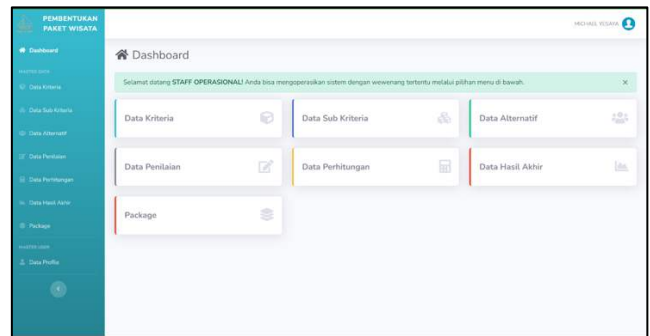 PEMBENTUKAN
PAKET WISATA
MICHAEL WIJAYA
Dashboard
Dashboard
MASTER DATA
Selamat datang STAFF OPERASIONAL! Anda bisa mengoperasikan sistem dengan wewenang tertentu melalui pilihan menu di bawah.
Data Kriteria
Data Sub Kriteria
Data Alternatif
Data Penilaian
Data Perhitungan
Data Hasil Akhir
Package
MASTER USER
Data Profile
Data Kriteria
Data Sub Kriteria
Data Alternatif
Data Penilaian
Data Perhitungan
Data Hasil Akhir
Package